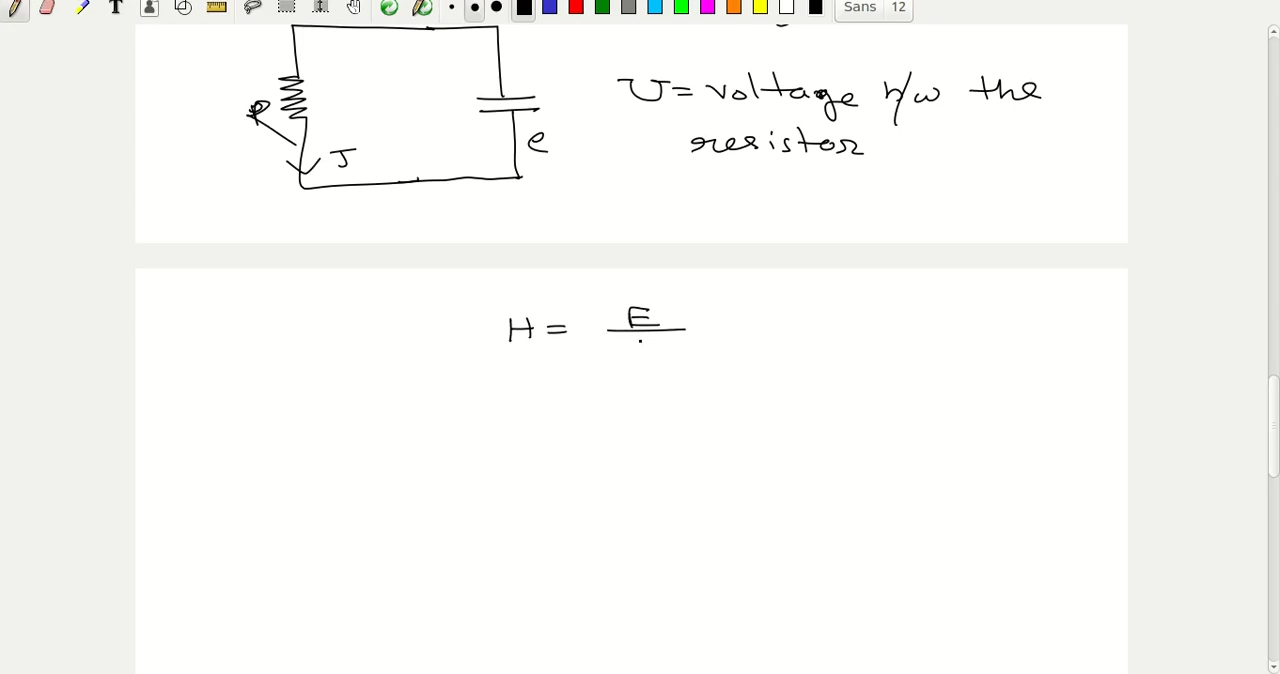 Sans 12
U = voltage b/w the
resistor
J
e
H = E